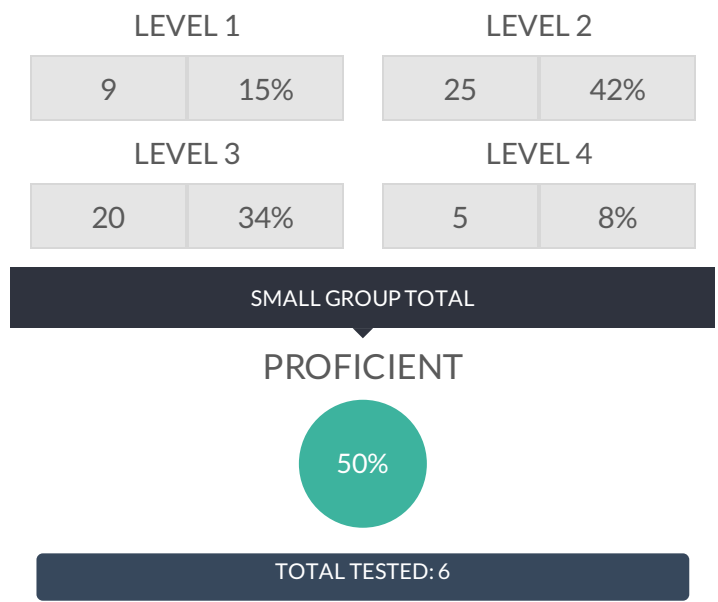 LEVEL 1 LEVEL 2
9 15% 25 42%
LEVEL 3 LEVEL 4
20 34% 5 8%
SMALL GROUP TOTAL
PROFICIENT
50%
TOTAL TESTED: 6